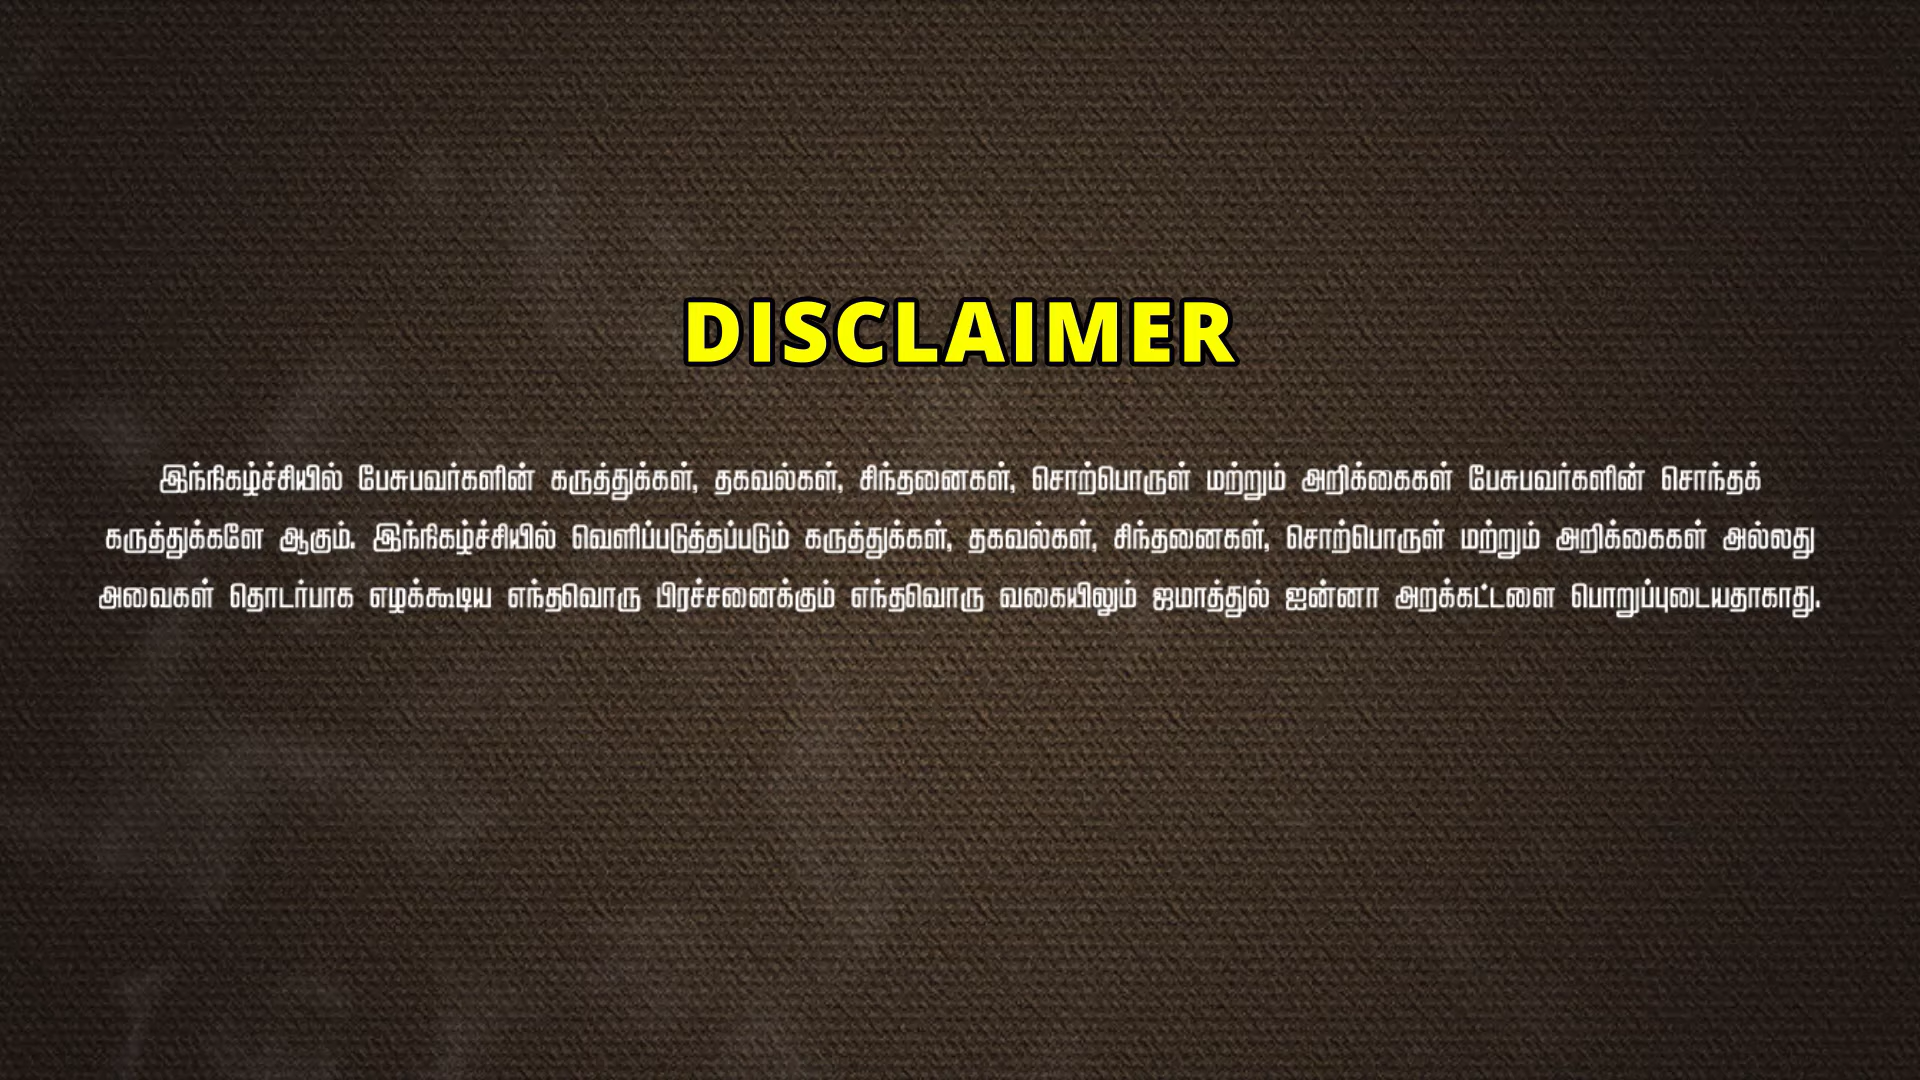 DISCLAIMER
இந்நிகழ்ச்சியில் பேசுபவர்களின் கருத்துக்கள், தகவல்கள், சிந்தனைகள், சொற்பொருள் மற்றும் அறிக்கைகள் பேசுபவர்களின் சொந்தக்
கருத்துக்களே ஆகும். இந்நிகழ்ச்சியில் வெளிப்படுத்தப்படும் கருத்துக்கள், தகவல்கள், சிந்தனைகள், சொற்பொருள் மற்றும் அறிக்கைகள் அல்லது
அவைகள் தொடர்பாக எழக்கூடிய எந்தவொரு பிரச்சனைக்கும் எந்தவொரு வகையிலும் ஜமாத்துல் ஐன்னா அறக்கட்டளை பொறுப்புடையதாகாது.